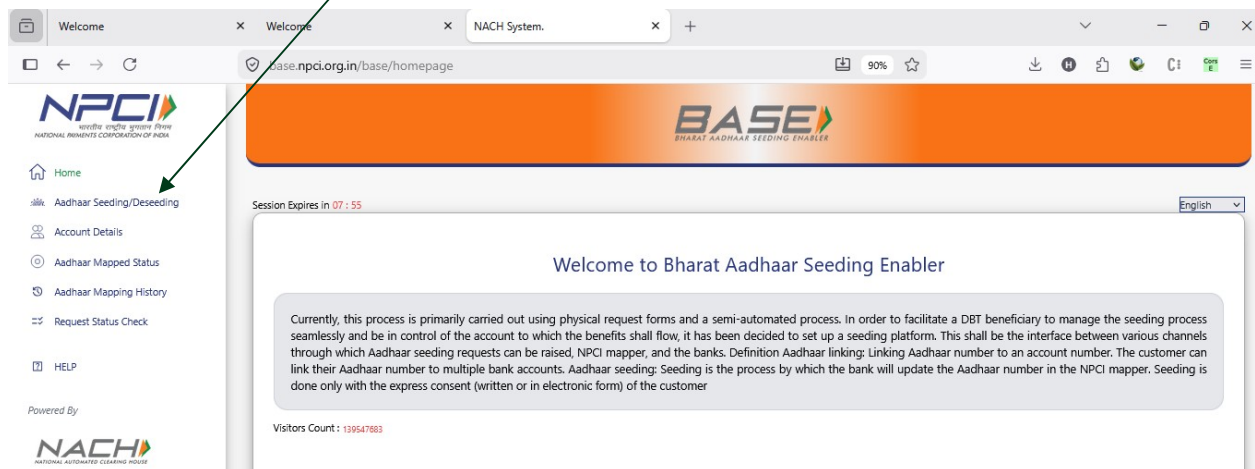 Welcome
Welcome
NACH System.
base.npci.org.in/base/homepage
90%
NPCI
भारतीय राष्ट्रीय भुगतान निगम
NATIONAL PAYMENTS CORPORATION OF INDIA
BASE
BHARAT AADHAAR SEEDING ENABLER
Home
Aadhaar Seeding/Deseeding
Account Details
Aadhaar Mapped Status
Aadhaar Mapping History
Request Status Check
HELP
Powered By
NACH
NATIONAL AUTOMATED CLEARING HOUSE
Session Expires in 07 : 55
English
Welcome to Bharat Aadhaar Seeding Enabler
Currently, this process is primarily carried out using physical request forms and a semi-automated process. In order to facilitate a DBT beneficiary to manage the seeding process
seamlessly and be in control of the account to which the benefits shall flow, it has been decided to set up a seeding platform. This shall be the interface between various channels
through which Aadhaar seeding requests can be raised, NPCI mapper, and the banks. Definition Aadhaar linking: Linking Aadhaar number to an account number. The customer can
link their Aadhaar number to multiple bank accounts. Aadhaar seeding: Seeding is the process by which the bank will update the Aadhaar number in the NPCI mapper. Seeding is
done only with the express consent (written or in electronic form) of the customer
Visitors Count : 139547683